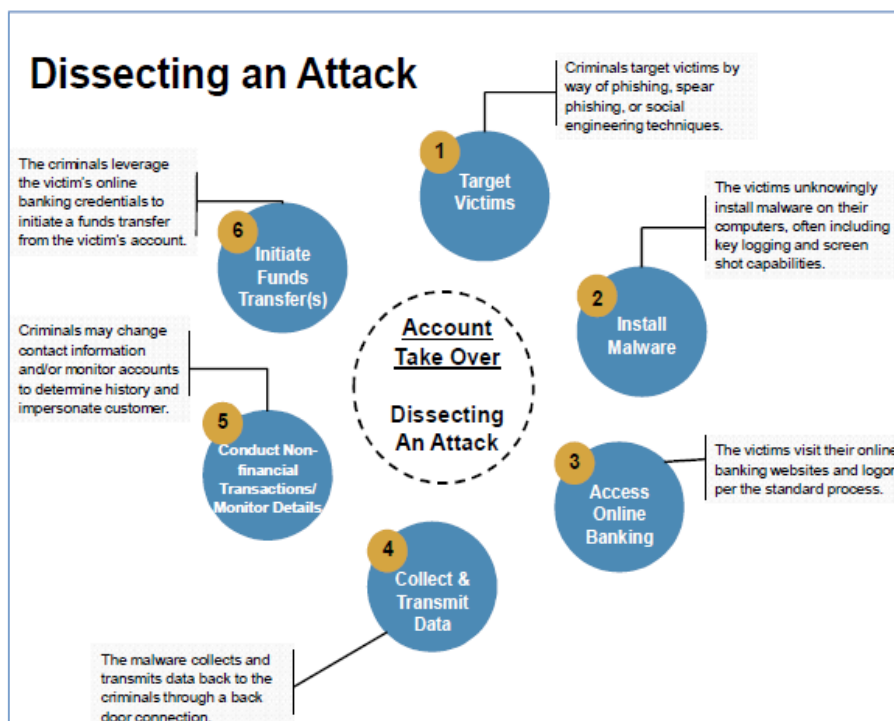 Dissecting an Attack
Criminals target victims by
way of phishing, spear
phishing, or social
engineering techniques.
1
Target
Victims
The victims unknowingly
install malware on their
computers, often including
key logging and screen
shot capabilities.
2
Install
Malware
The victims visit their online
banking websites and logon
per the standard process.
3
Access
Online
Banking
4
Collect &
Transmit
Data
The malware collects and
transmits data back to the
criminals through a back
door connection.
Criminals may change
contact information
and/or monitor accounts
to determine history and
impersonate customer.
5
Conduct Non-
financial
Transactions/
Monitor Details
The criminals leverage
the victim's online
banking credentials to
initiate a funds transfer
from the victim's account.
6
Initiate
Funds
Transfer(s)
Account
Take Over
Dissecting
An Attack